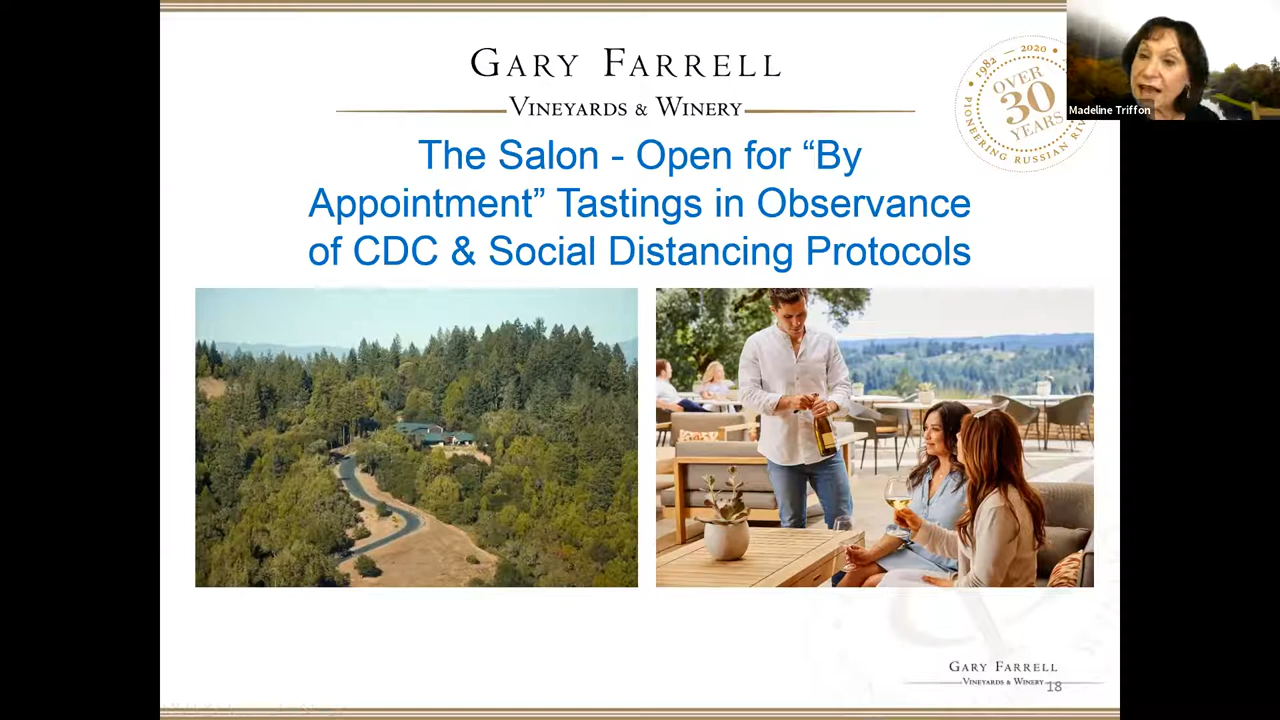 GARY FARRELL
VINEYARDS & WINERY
1982 — 2020
OVER
30
YEARS
PIONEERING RUSSIAN
Madeline Triffon
The Salon - Open for “By
Appointment” Tastings in Observance
of CDC & Social Distancing Protocols
GARY FARRELL
VINEYARDS & WINERY
18